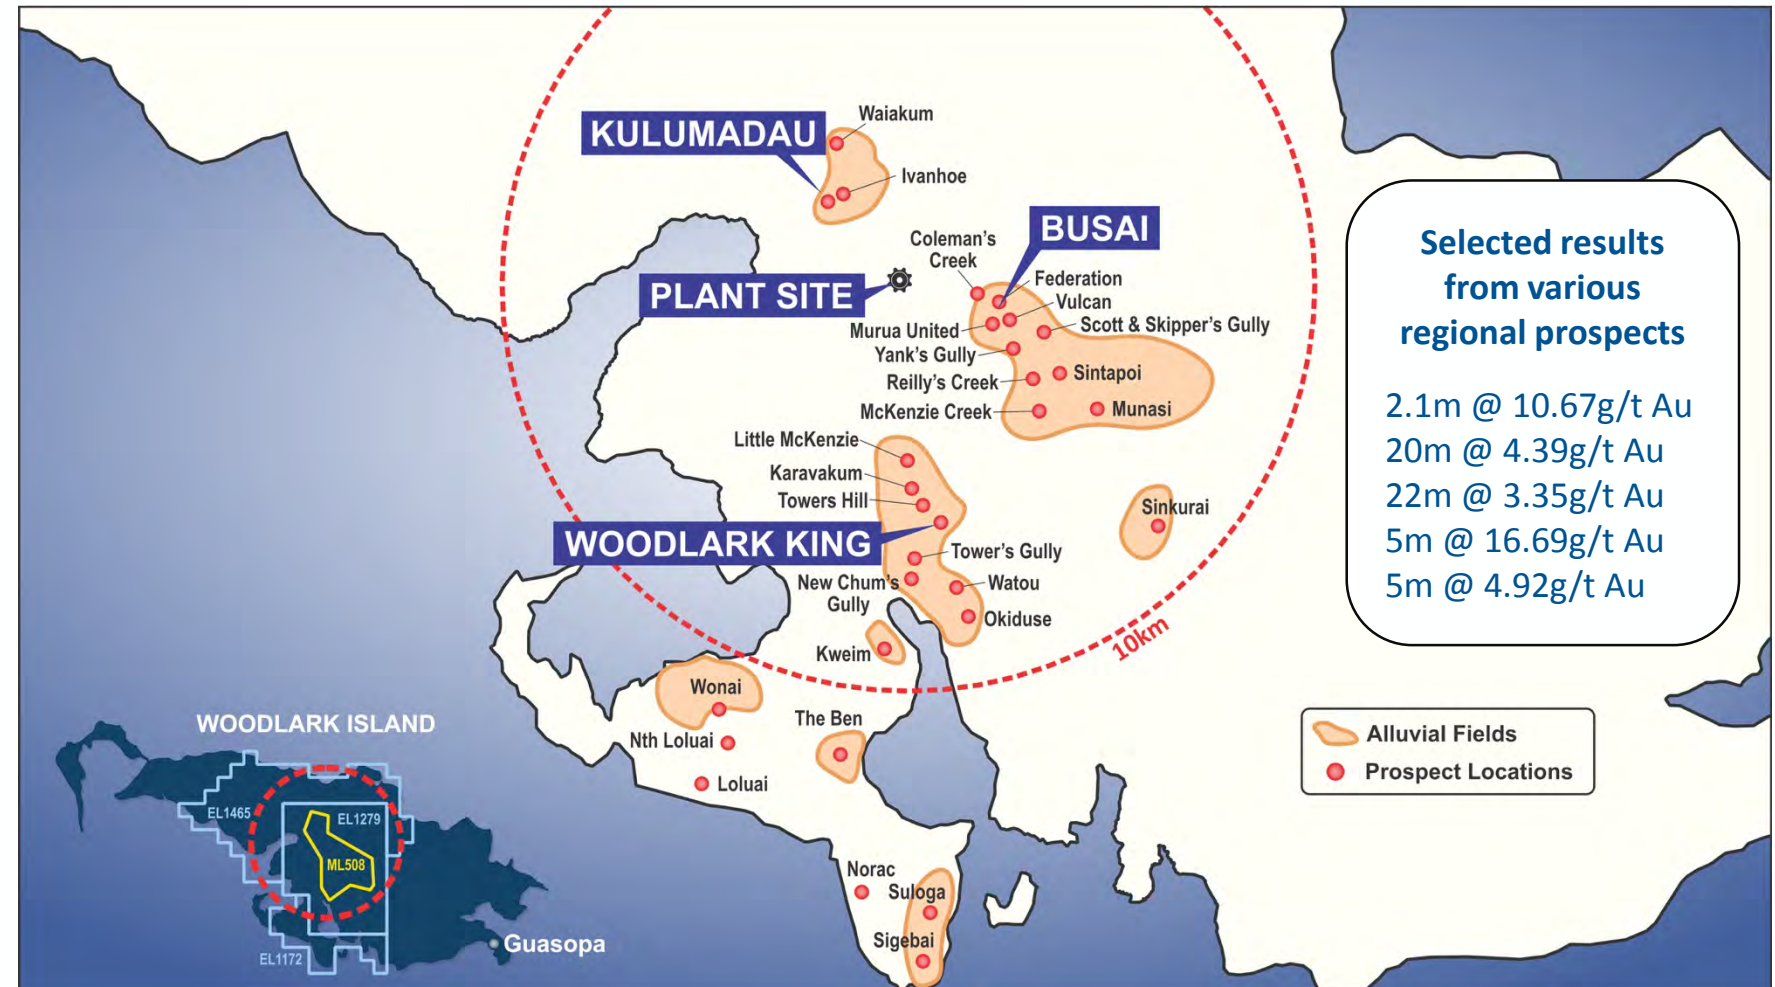 Waiakum
KULUMADAU
Ivanhoe
BUSAI
Coleman's
Creek
Federation
PLANT SITE
Vulcan
Murua United
Scott & Skipper's Gully
Yank's Gully
Reilly's Creek
Sintapoi
McKenzie Creek
Munasi
Little McKenzie
Karavakum
Towers Hill
Sinkurai
WOODLARK KING
Tower's Gully
New Chum's
Gully
Watou
Okiduse
Kweim
10km
Wonai
The Ben
Nth Loluai
Loluai
Norac
Suloga
Sigebai
Selected results
from various
regional prospects
2.1m @ 10.67g/t Au
20m @ 4.39g/t Au
22m @ 3.35g/t Au
5m @ 16.69g/t Au
5m @ 4.92g/t Au
Alluvial Fields
Prospect Locations
WOODLARK ISLAND
EL1465
EL1279
ML508
EL1172
Guasopa